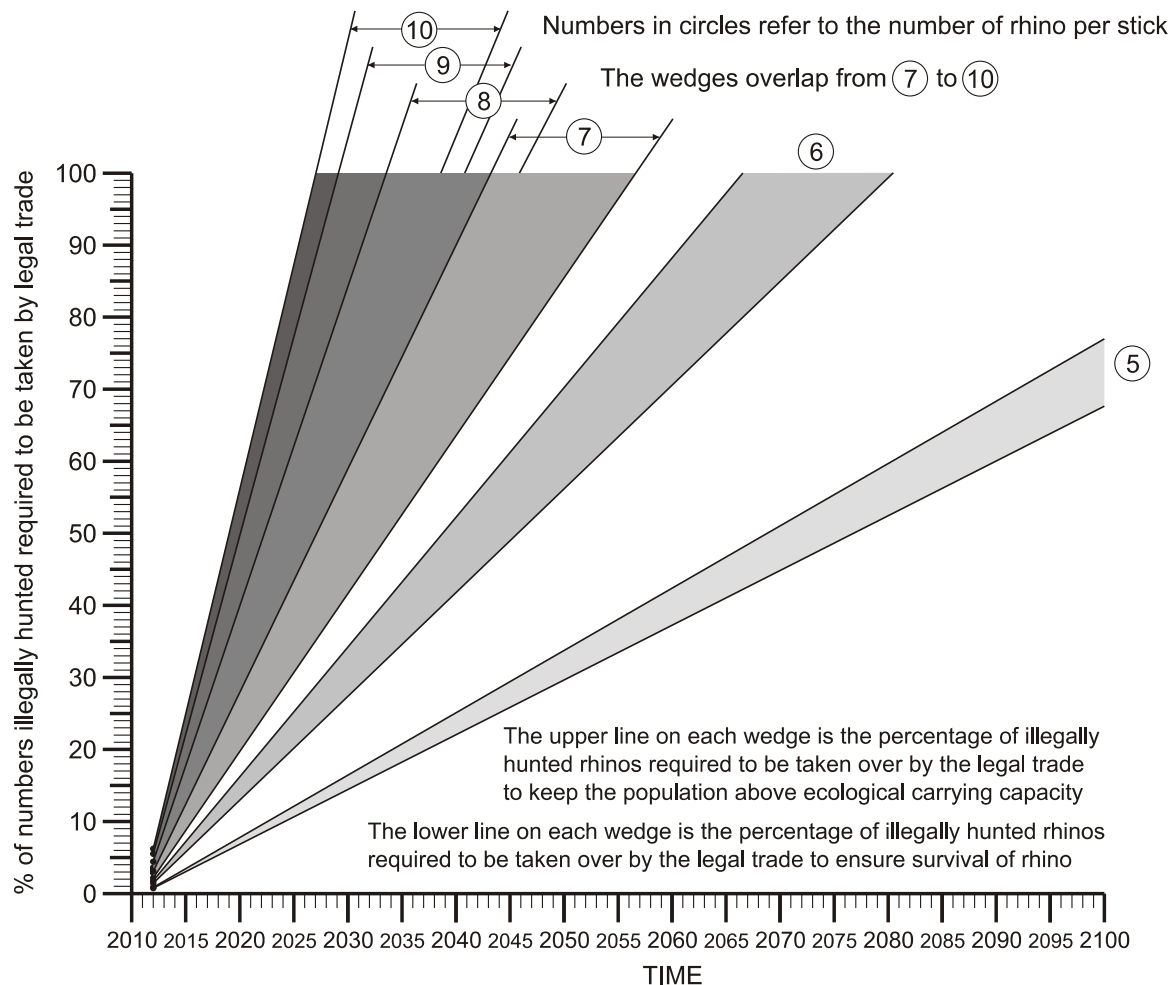 10
Numbers in circles refer to the number of rhino per stick
9
The wedges overlap from 7 to 10
8
7
6
5
% of numbers illegally hunted required to be taken by legal trade
100
90
80
70
60
50
40
30
20
10
0
The upper line on each wedge is the percentage of illegally
hunted rhinos required to be taken over by the legal trade
to keep the population above ecological carrying capacity
The lower line on each wedge is the percentage of illegally hunted rhinos
required to be taken over by the legal trade to ensure survival of rhino
2010 2015 2020 2025 2030 2035 2040 2045 2050 2055 2060 2065 2070 2075 2080 2085 2090 2095 2100
TIME